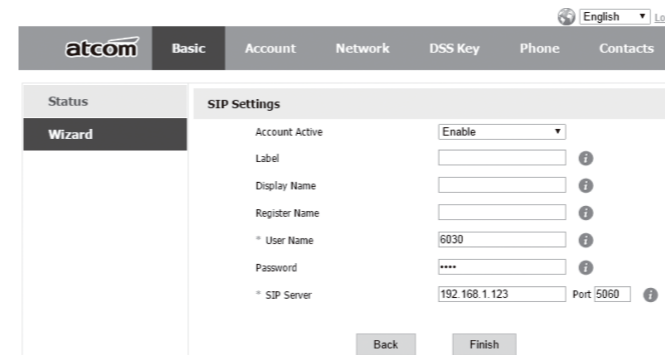 English Lo
atcom Basic Account Network DSS Key Phone Contacts
Status
Wizard
SIP Settings
Account Active Enable
Label
Display Name
Register Name
* User Name 6030
Password ••••
* SIP Server 192.168.1.123 Port 5060
Back Finish